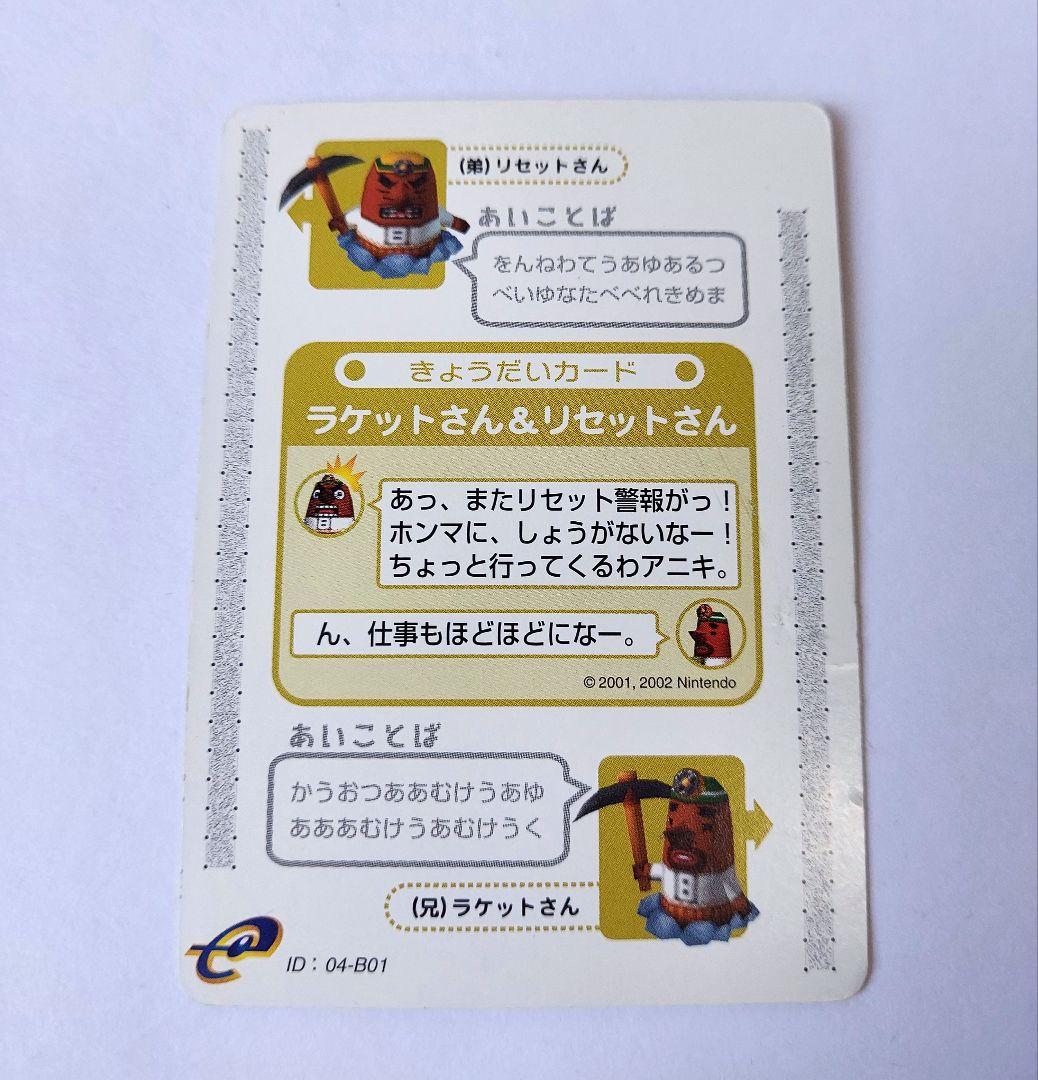 (弟)リセットさん
あいことば
をんねわてうあゆあるつ
べいゆなたべべれきめま
きょうだいカード
ラケットさん&リセットさん
あっ、またリセット警報がっ!
ホンマに、しょうがないなー!
ちょっと行ってくるわアニキ。
ん、仕事もほどほどになー。
© 2001, 2002 Nintendo
あいことば
かうおつああむけうあゆ
あああむけうあむけうく
(兄)ラケットさん
e
ID:04-B01